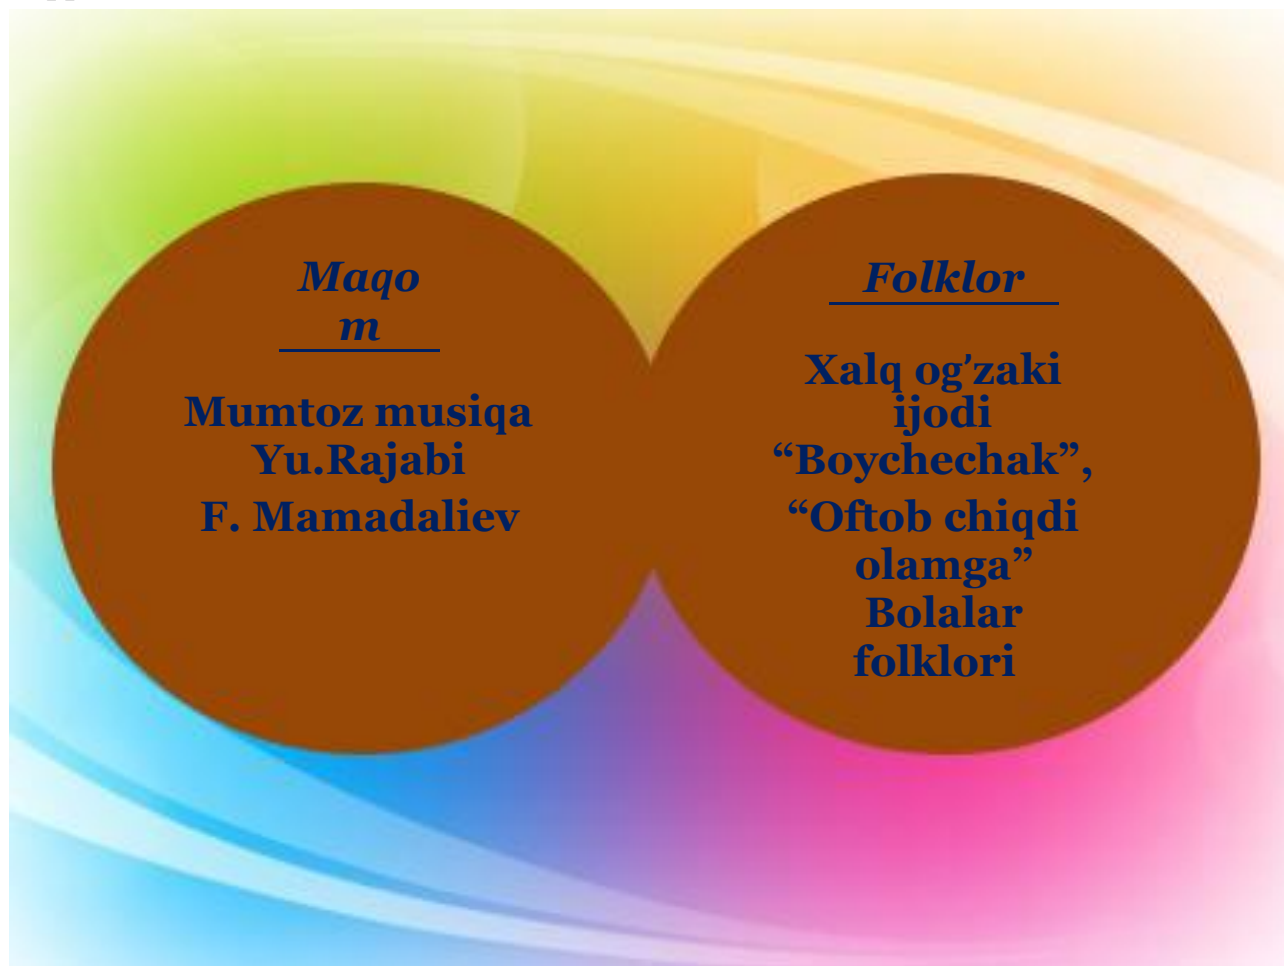 Maqo
m
Mumtoz musiqa
Yu.Rajabi
F. Mamadaliev
Folklor
Xalq og’zaki
ijodi
“Boychechak”,
“Oftob chiqdi
olamga”
Bolalar
folklori